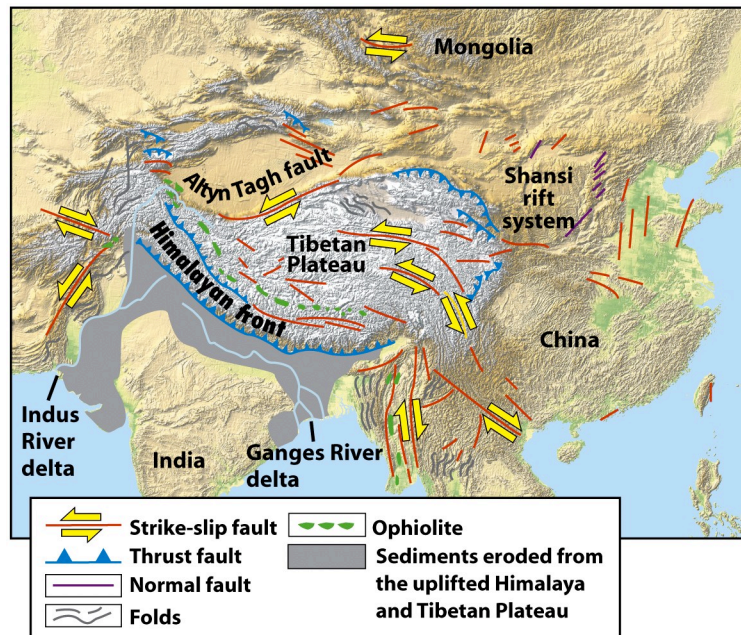 Mongolia
Altyn Tagh fault
Shansi
rift
system
Tibetan
Plateau
Himalayan front
China
Indus
River
delta
India
Ganges River
delta
Strike-slip fault
Thrust fault
Normal fault
Folds
Ophiolite
Sediments eroded from
the uplifted Himalaya
and Tibetan Plateau